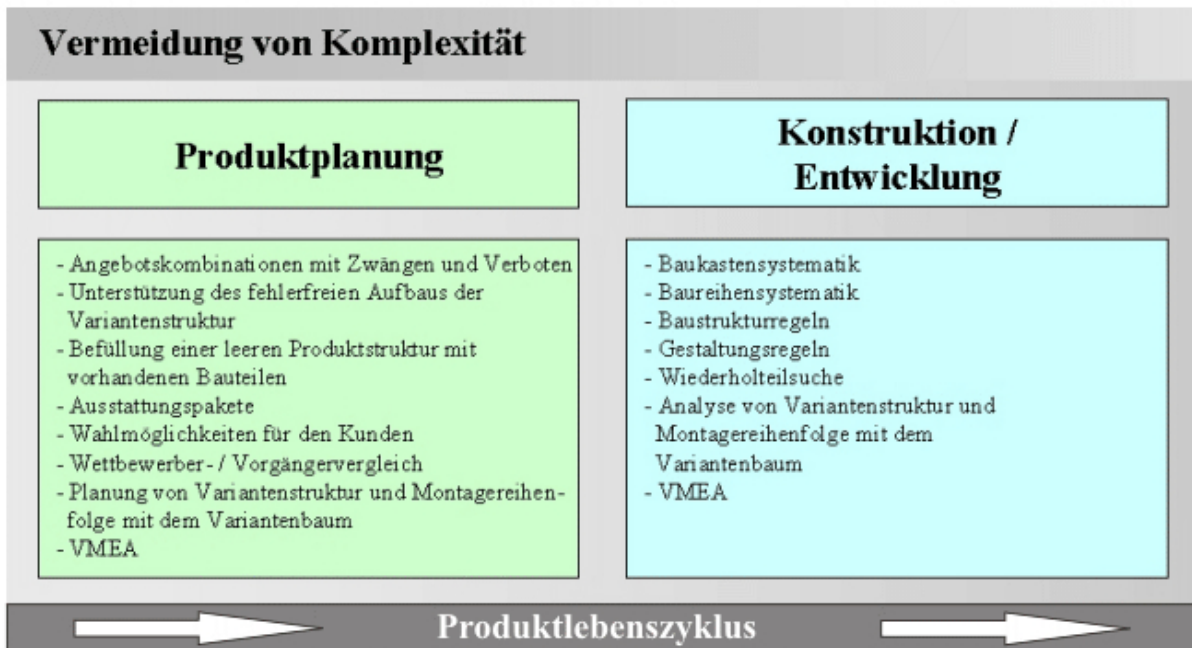 Vermeidung von Komplexität
Produktplanung
- Angebotskombinationen mit Zwängen und Verboten
- Unterstützung des fehlerfreien Aufbaus der
Variantenstruktur
- Befüllung einer leeren Produktstruktur mit
vorhandenen Bauteilen
- Ausstattungspakete
- Wahlmöglichkeiten für den Kunden
- Wettbewerber- / Vorgängervergleich
- Planung von Variantenstruktur und Montagereihen-
folge mit dem Variantenbaum
- VMEA
Konstruktion /
Entwicklung
- Baukastensystematik
- Baureihensystematik
- Baustrukturregeln
- Gestaltungsregeln
- Wiederholteilsuche
- Analyse von Variantenstruktur und
Montagereihenfolge mit dem
Variantenbaum
- VMEA
Produktlebenszyklus